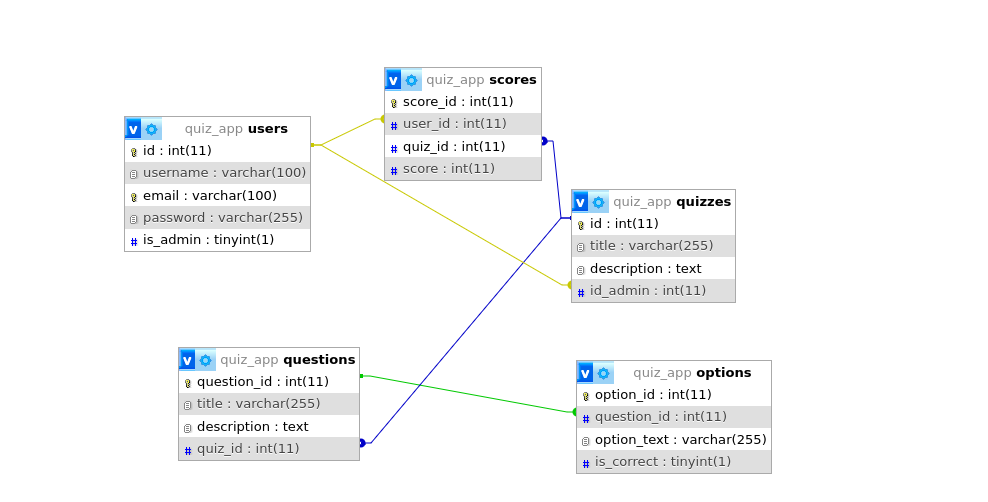 v quiz_app users
id : int(11)
username : varchar(100)
email : varchar(100)
password : varchar(255)
is_admin : tinyint(1)
v quiz_app scores
score_id : int(11)
# user_id : int(11)
# quiz_id : int(11)
# score : int(11)
v quiz_app quizzes
id : int(11)
title : varchar(255)
description : text
# id_admin : int(11)
v quiz_app questions
question_id : int(11)
title : varchar(255)
description : text
# quiz_id : int(11)
v quiz_app options
option_id : int(11)
# question_id : int(11)
option_text : varchar(255)
# is_correct : tinyint(1)